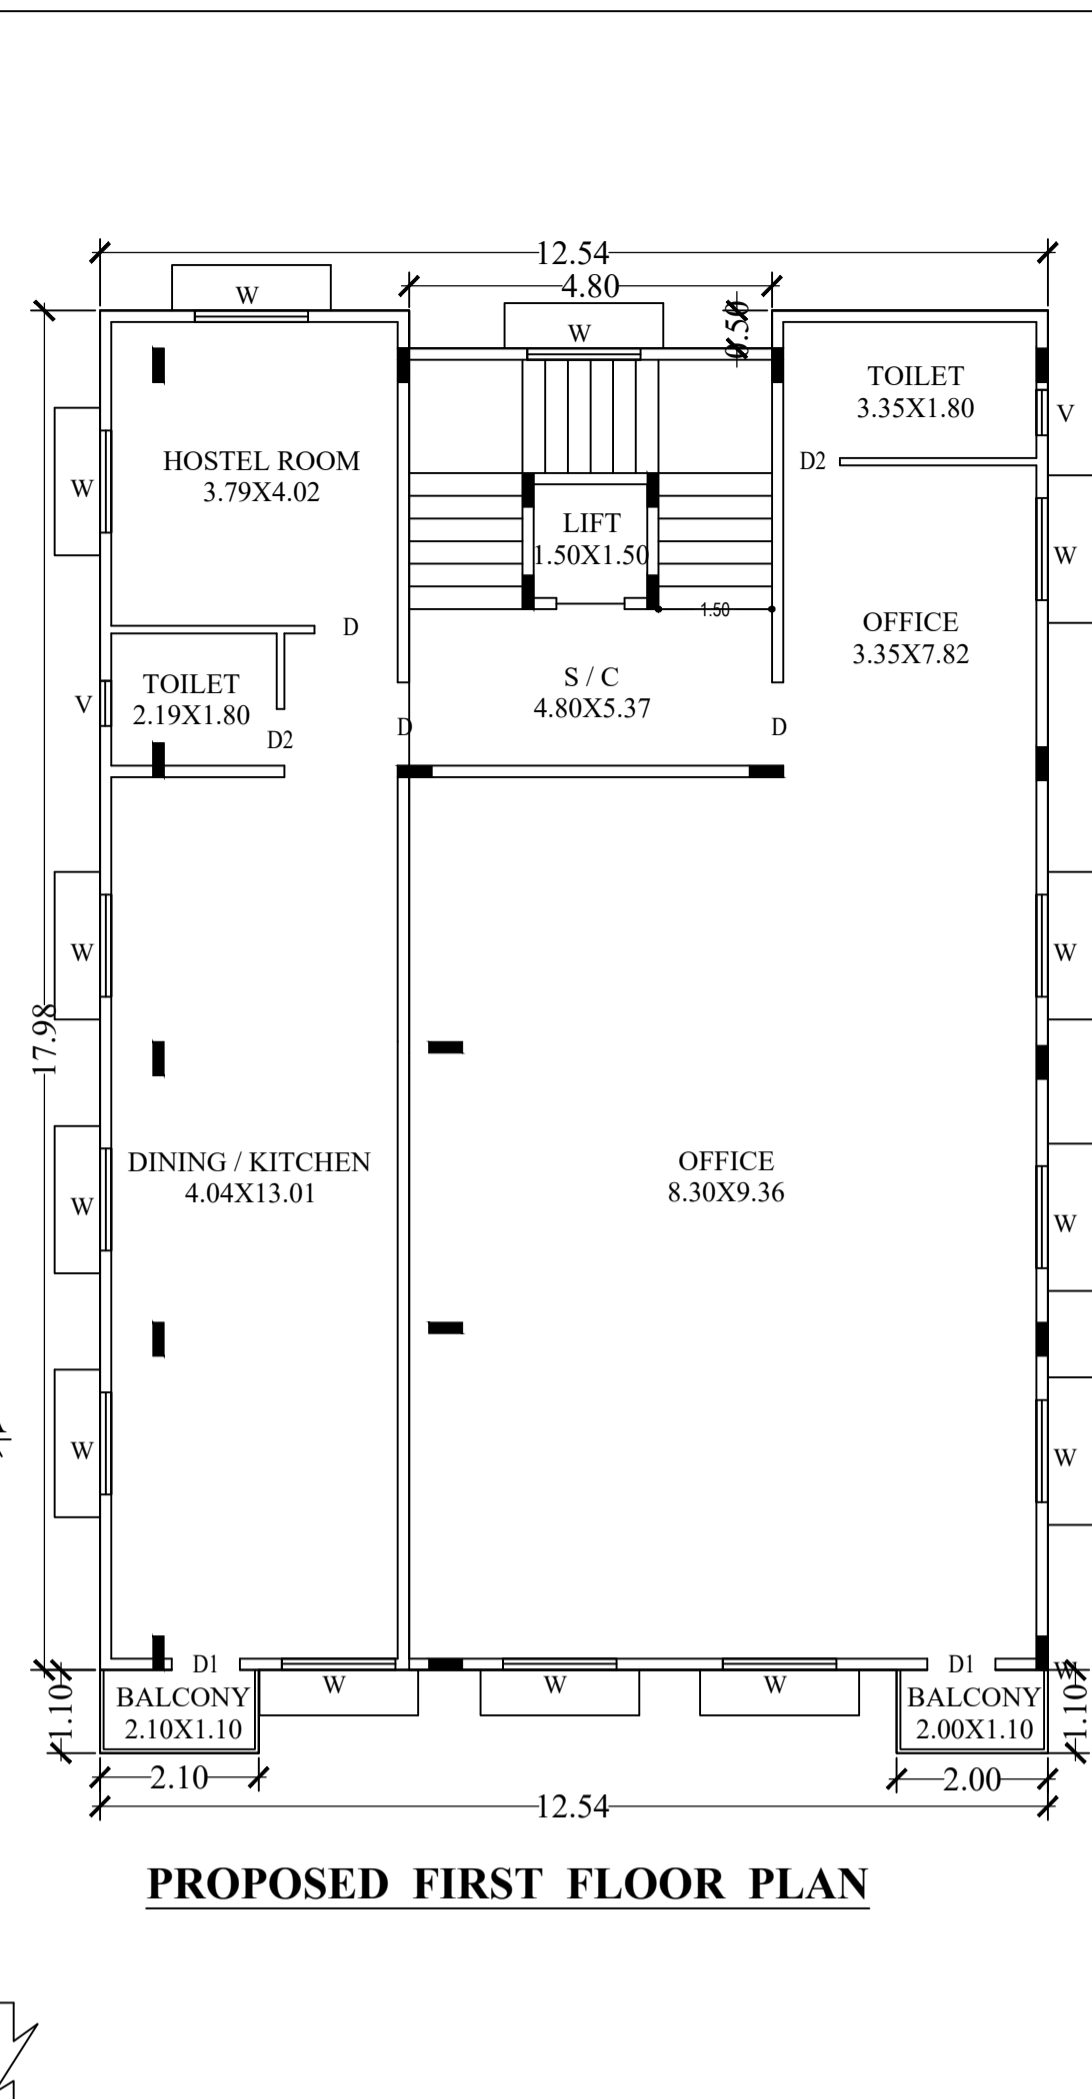 12.54
4.80
0.50
W
W
TOILET
3.35X1.80
V
D2
HOSTEL ROOM
3.79X4.02
W
LIFT
1.50X1.50
W
1.50
OFFICE
3.35X7.82
D
S / C
4.80X5.37
TOILET
2.19X1.80
V
D2
D
D
W
W
17.98
DINING / KITCHEN
4.04X13.01
OFFICE
8.30X9.36
W
W
W
W
D1
D1
W
W
W
W
BALCONY
2.10X1.10
BALCONY
2.00X1.10
1.10
1.10
2.10
2.00
12.54
PROPOSED FIRST FLOOR PLAN